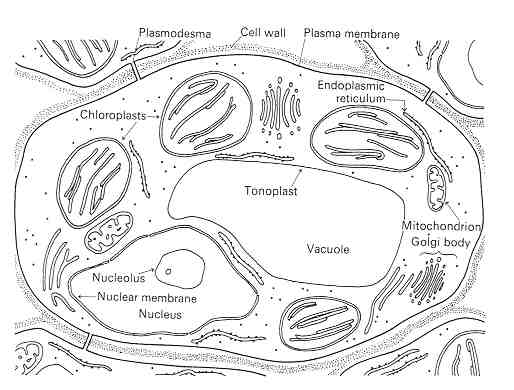 Plasmodesma
Cell wall
Plasma membrane
Endoplasmic
reticulum
Chloroplasts
Tonoplast
Mitochondrion
Golgi body
Vacuole
Nucleolus
Nuclear membrane
Nucleus